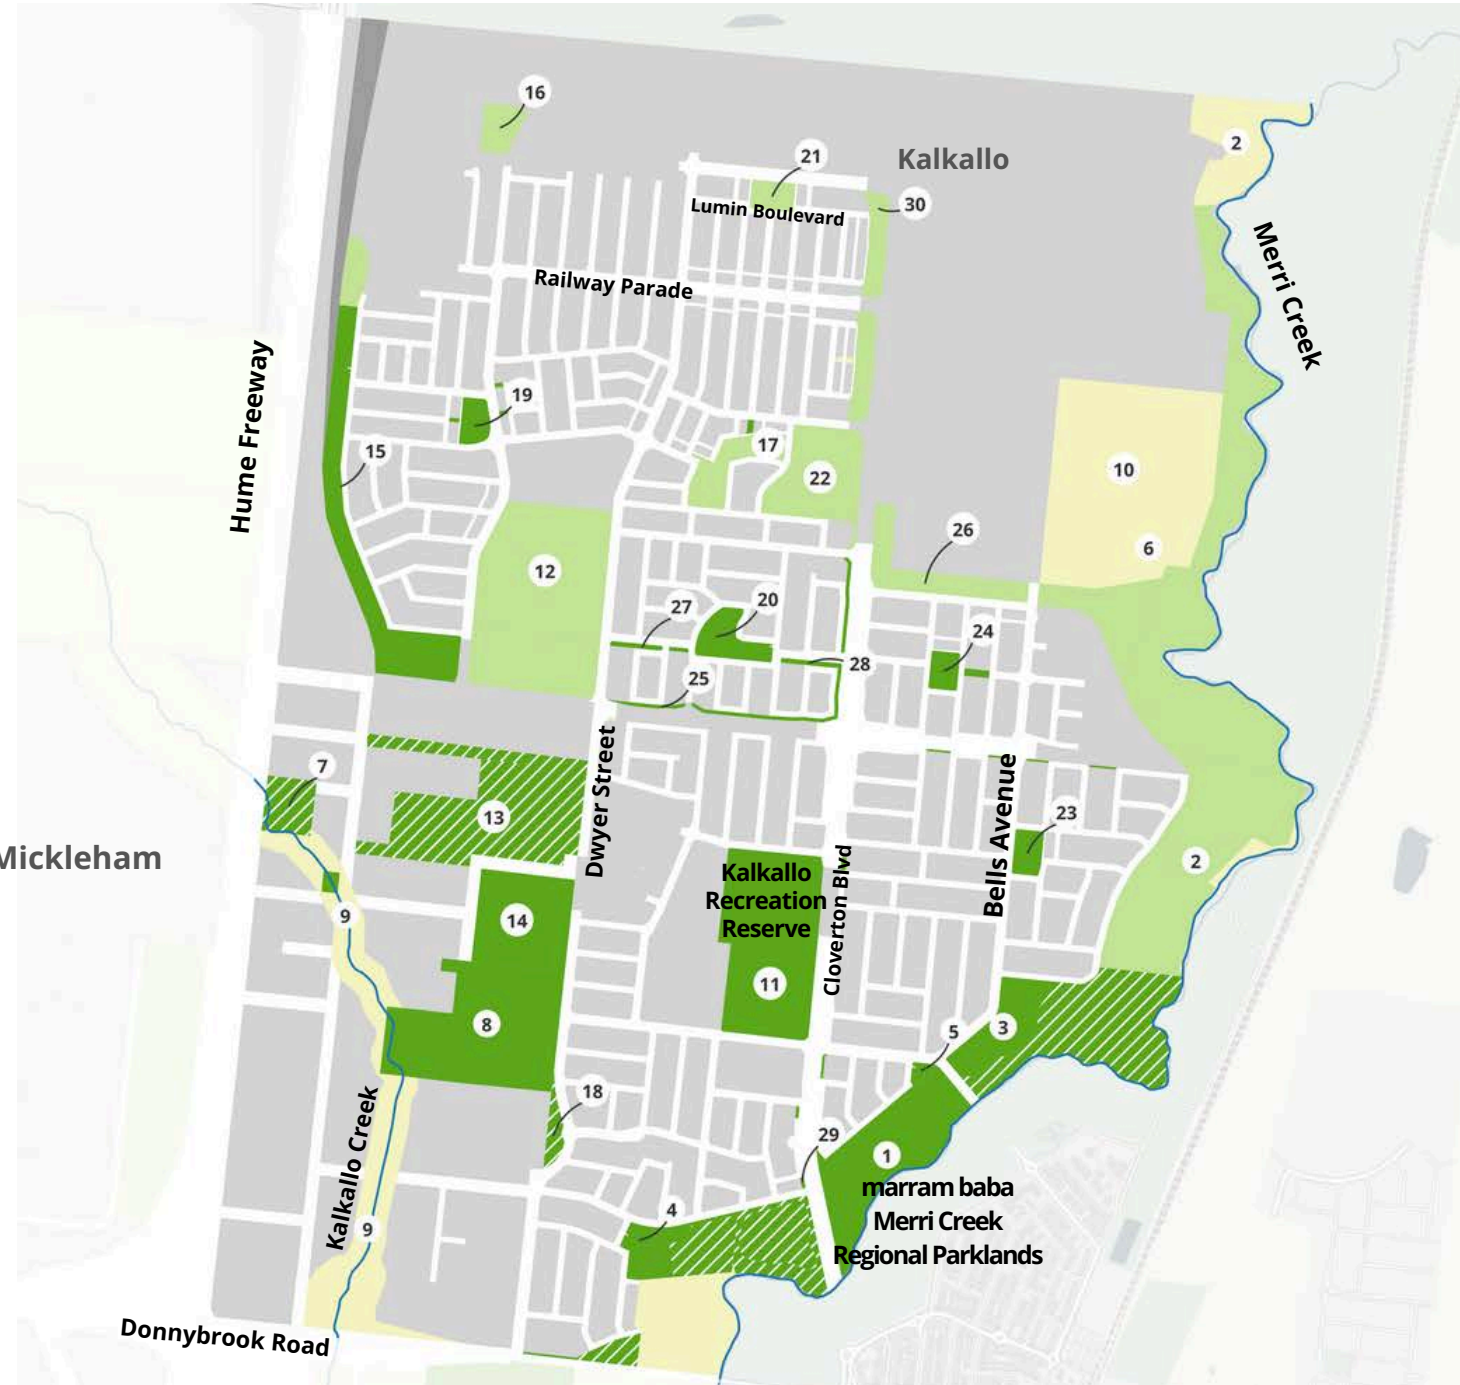 16
21
Kalkallo
2
30
Lumin Boulevard
Merri Creek
Railway Parade
Hume Freeway
19
15
17
22
10
26
6
12
27
20
24
28
25
7
13
Dwyer Street
Bells Avenue
23
Mickleham
Kalkallo
Recreation
Reserve
Cloverton Blvd
2
9
14
11
8
5
3
18
29
1
marram baba
Merri Creek
Regional Parklands
Kalkallo Creek
4
9
Donnybrook Road